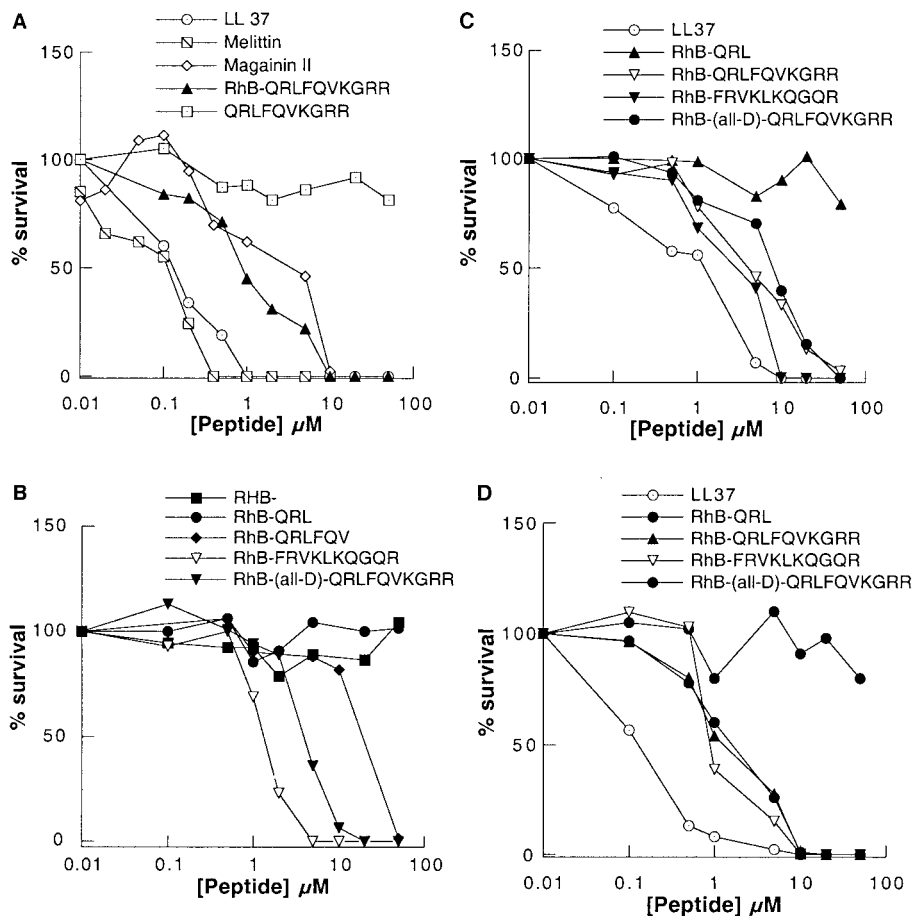 A
LL 37
Melittin
Magainin II
RhB-QRLFQVKGRR
QRLFQVKGRR
150
100
50
0
% survival
0.01 0.1 1 10 100
[Peptide] µM
C
LL37
RhB-QRL
RhB-QRLFQVKGRR
RhB-FRVKLKQGQR
RhB-(all-D)-QRLFQVKGRR
150
100
50
0
% survival
0.01 0.1 1 10 100
[Peptide] µM
B
RHB-
RhB-QRL
RhB-QRLFQV
RhB-FRVKLKQGQR
RhB-(all-D)-QRLFQVKGRR
150
100
50
0
% survival
0.01 0.1 1 10 100
[Peptide] µM
D
LL37
RhB-QRL
RhB-QRLFQVKGRR
RhB-FRVKLKQGQR
RhB-(all-D)-QRLFQVKGRR
150
100
50
0
% survival
0.01 0.1 1 10 100
[Peptide] µM